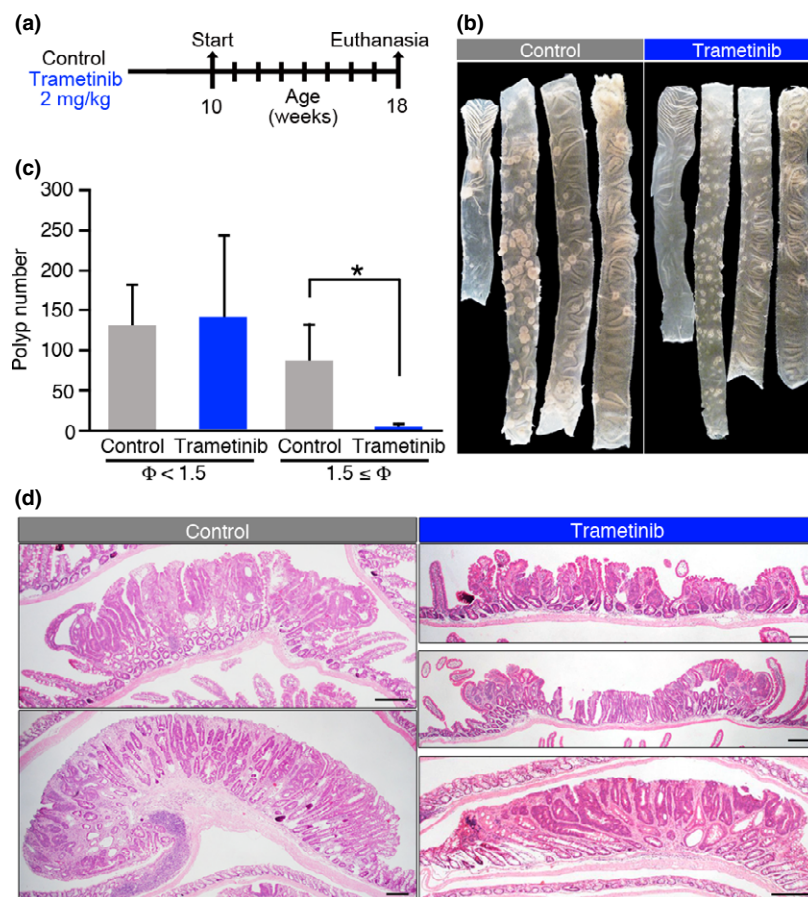 (a)
Control
Trametinib
2 mg/kg
Start
Euthanasia
10
Age
(weeks)
18
(b)
Control
Trametinib
(c)
Polyp number
300
250
200
150
100
50
0
*
Control
Trametinib
Control
Trametinib
Φ < 1.5
1.5 ≤ Φ
(d)
Control
Trametinib